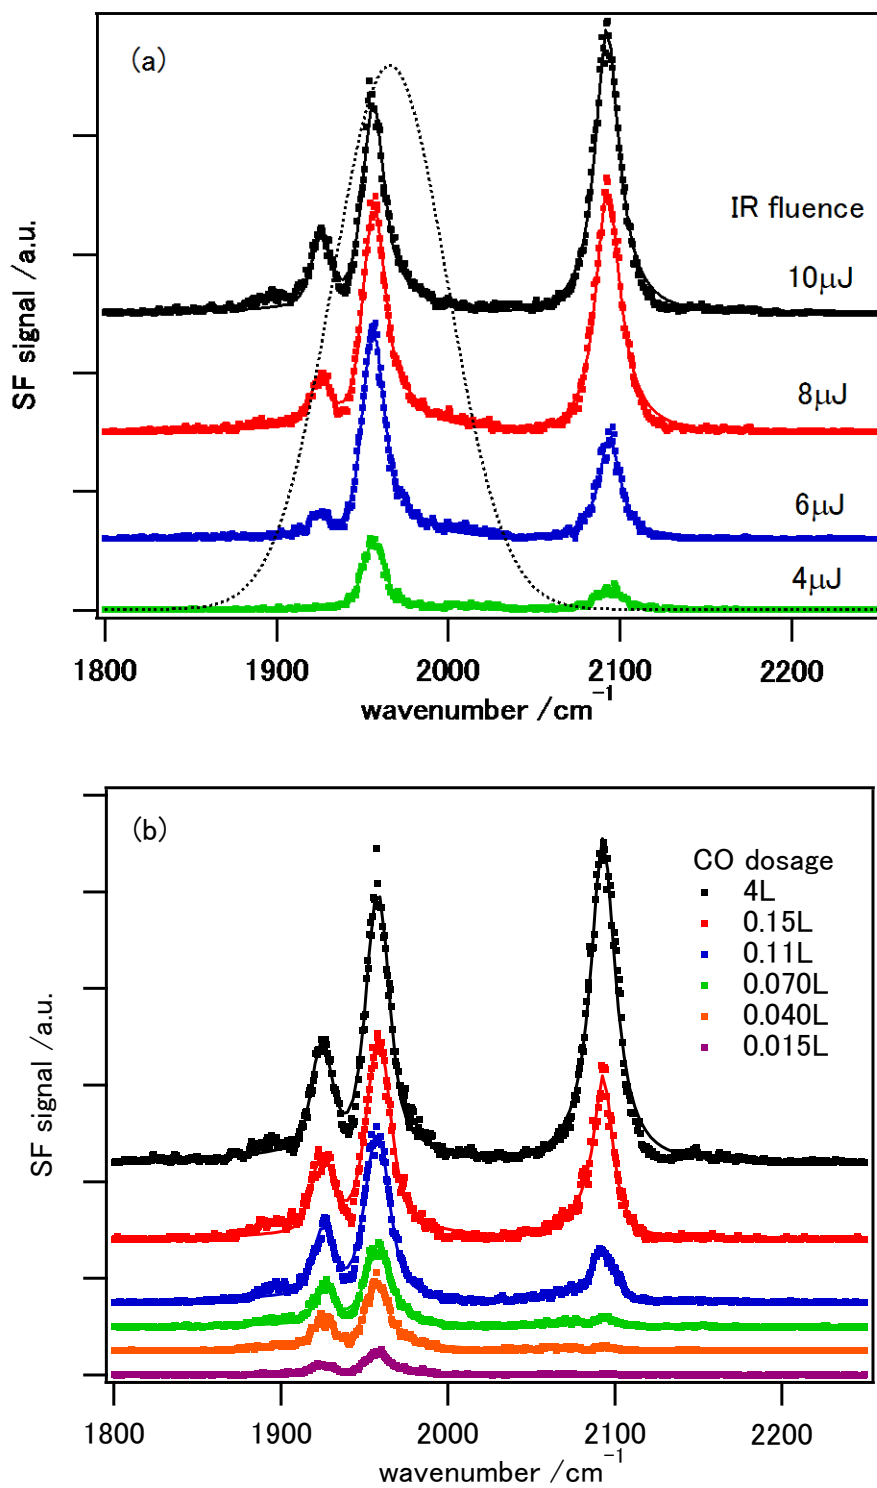 (a)
IR fluence
10μJ
8μJ
6μJ
4μJ
SF signal /a.u.
1800 1900 2000 2100 2200
wavenumber /cm⁻¹
(b)
CO dosage
4L
0.15L
0.11L
0.070L
0.040L
0.015L
SF signal /a.u.
1800 1900 2000 2100 2200
wavenumber /cm⁻¹